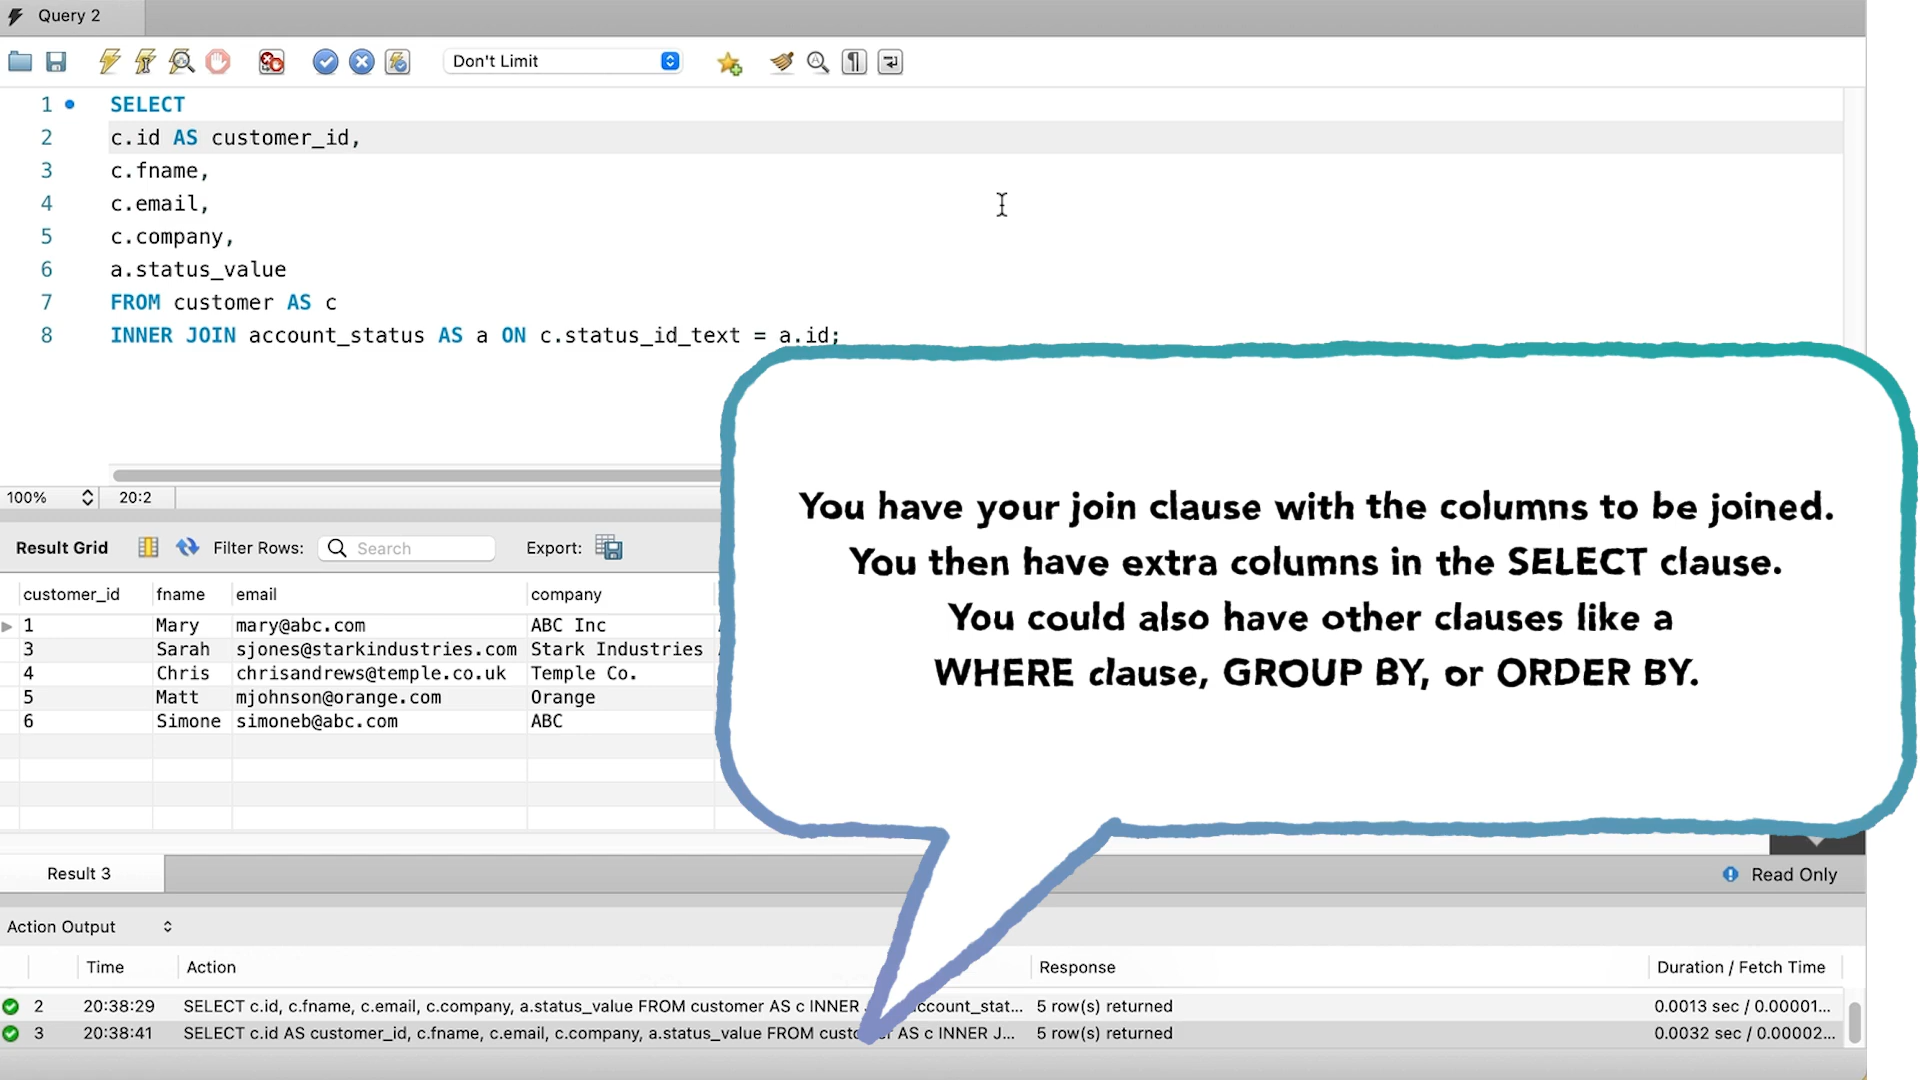 Query 2
Don't Limit
1 SELECT
2 c.id AS customer_id,
3 c.fname,
4 c.email,
5 c.company,
6 a.status_value
7 FROM customer AS c
8 INNER JOIN account_status AS a ON c.status_id_text = a.id;
You have your join clause with the columns to be joined.
You then have extra columns in the SELECT clause.
You could also have other clauses like a
WHERE clause, GROUP BY, or ORDER BY.
100% 20:2
Result Grid Filter Rows: Search Export:
customer_id fname email company
1 Mary mary@abc.com ABC Inc
3 Sarah sjones@starkindustries.com Stark Industries
4 Chris chrisandrews@temple.co.uk Temple Co.
5 Matt mjohnson@orange.com Orange
6 Simone simoneb@abc.com ABC
Result 3 Read Only
Action Output
Time Action Response Duration / Fetch Time
2 20:38:29 SELECT c.id, c.fname, c.email, c.company, a.status_value FROM customer AS c INNER ccount_stat... 5 row(s) returned 0.0013 sec / 0.00001...
3 20:38:41 SELECT c.id AS customer_id, c.fname, c.email, c.company, a.status_value FROM custo er AS c INNER J... 5 row(s) returned 0.0032 sec / 0.00002...